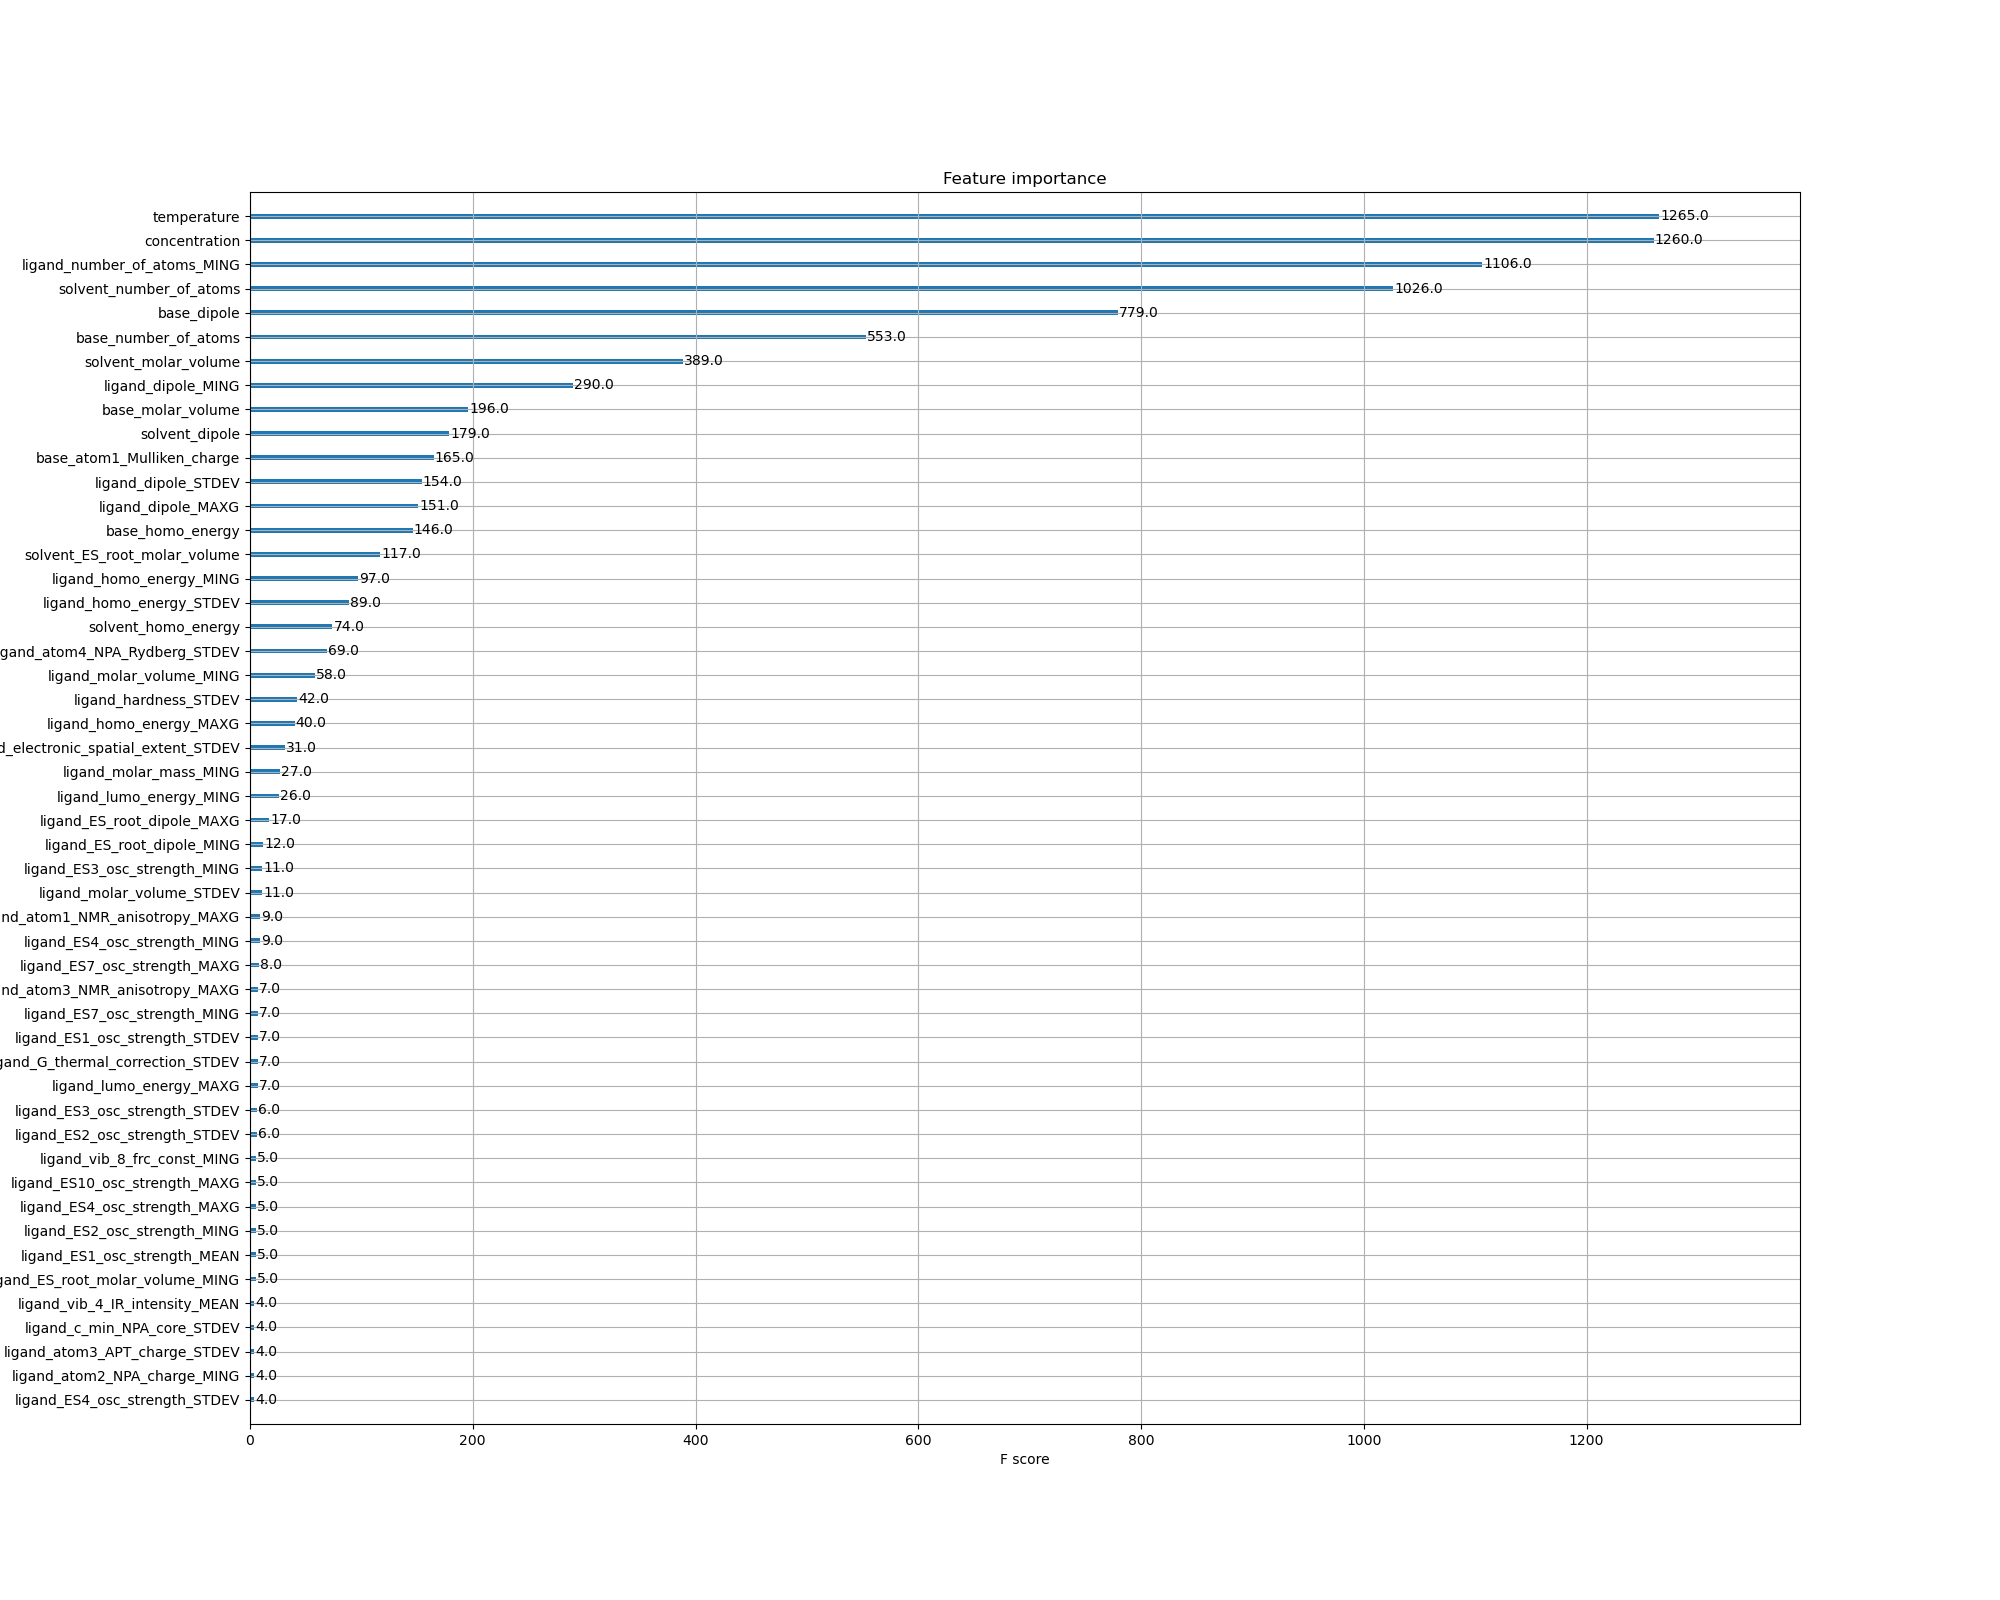 Feature importance
temperature 1265.0
concentration 1260.0
ligand_number_of_atoms_MING 1106.0
solvent_number_of_atoms 1026.0
base_dipole 779.0
base_number_of_atoms 553.0
solvent_molar_volume 389.0
ligand_dipole_MING 290.0
base_molar_volume 196.0
solvent_dipole 179.0
base_atom1_Mulliken_charge 165.0
ligand_dipole_STDEV 154.0
ligand_dipole_MAXG 151.0
base_homo_energy 146.0
solvent_ES_root_molar_volume 117.0
ligand_homo_energy_MING 97.0
ligand_homo_energy_STDEV 89.0
solvent_homo_energy 74.0
gand_atom4_NPA_Rydberg_STDEV 69.0
ligand_molar_volume_MING 58.0
ligand_hardness_STDEV 42.0
ligand_homo_energy_MAXG 40.0
d_electronic_spatial_extent_STDEV 31.0
ligand_molar_mass_MING 27.0
ligand_lumo_energy_MING 26.0
ligand_ES_root_dipole_MAXG 17.0
ligand_ES_root_dipole_MING 12.0
ligand_ES3_osc_strength_MING 11.0
ligand_molar_volume_STDEV 11.0
nd_atom1_NMR_anisotropy_MAXG 9.0
ligand_ES4_osc_strength_MING 9.0
ligand_ES7_osc_strength_MAXG 8.0
nd_atom3_NMR_anisotropy_MAXG 7.0
ligand_ES7_osc_strength_MING 7.0
ligand_ES1_osc_strength_STDEV 7.0
gand_G_thermal_correction_STDEV 7.0
ligand_lumo_energy_MAXG 7.0
ligand_ES3_osc_strength_STDEV 6.0
ligand_ES2_osc_strength_STDEV 6.0
ligand_vib_8_frc_const_MING 5.0
ligand_ES10_osc_strength_MAXG 5.0
ligand_ES4_osc_strength_MAXG 5.0
ligand_ES2_osc_strength_MING 5.0
ligand_ES1_osc_strength_MEAN 5.0
gand_ES_root_molar_volume_MING 5.0
ligand_vib_4_IR_intensity_MEAN 4.0
ligand_c_min_NPA_core_STDEV 4.0
ligand_atom3_APT_charge_STDEV 4.0
ligand_atom2_NPA_charge_MING 4.0
ligand_ES4_osc_strength_STDEV 4.0
0 200 400 600 800 1000 1200
F score